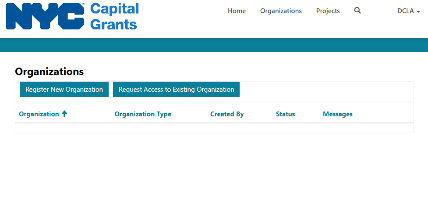 NYC Capital Grants
Home Organizations Projects DCLA
Organizations
Register New Organization Request Access to Existing Organization
Organization Organization Type Created By Status Messages